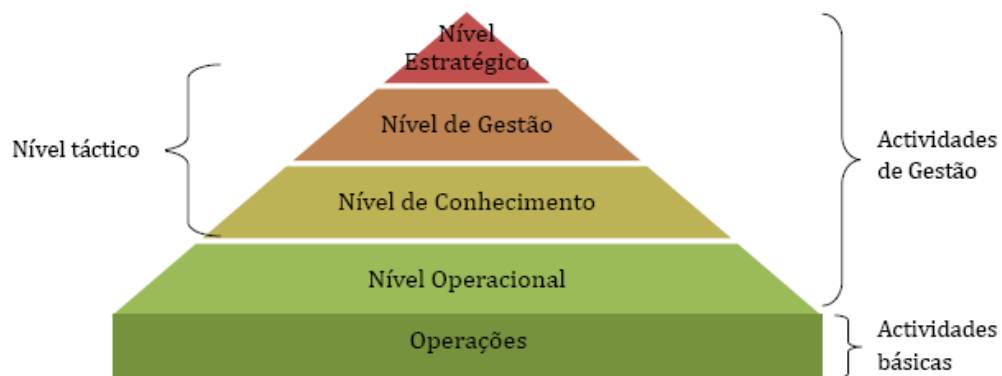 Nível
Estratégico
Nível de Gestão
Nível táctico
Actividades
de Gestão
Nível de Conhecimento
Nível Operacional
Operações
Actividades
básicas